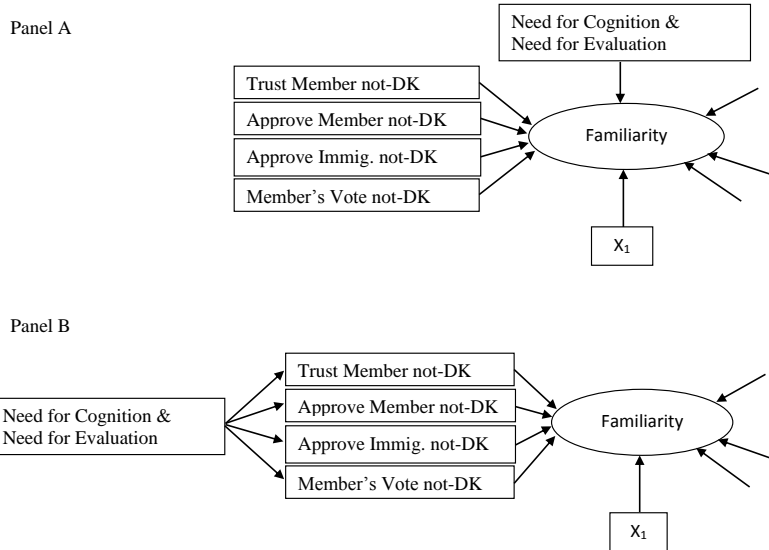 Panel A
Need for Cognition &
Need for Evaluation
Trust Member not-DK
Approve Member not-DK
Approve Immig. not-DK
Member's Vote not-DK
Familiarity
X₁
Panel B
Need for Cognition &
Need for Evaluation
Trust Member not-DK
Approve Member not-DK
Approve Immig. not-DK
Member's Vote not-DK
Familiarity
X₁